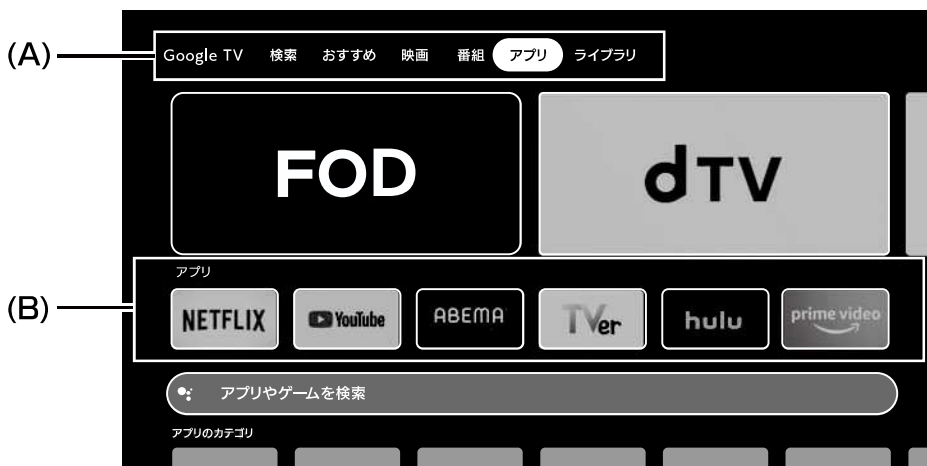 (A)
Google TV 検索 おすすめ 映画 番組 アプリ ライブラリ
FOD dTV
(B)
アプリ
NETFLIX YouTube ABEMA TVer hulu prime video
アプリやゲームを検索
アプリのカテゴリ